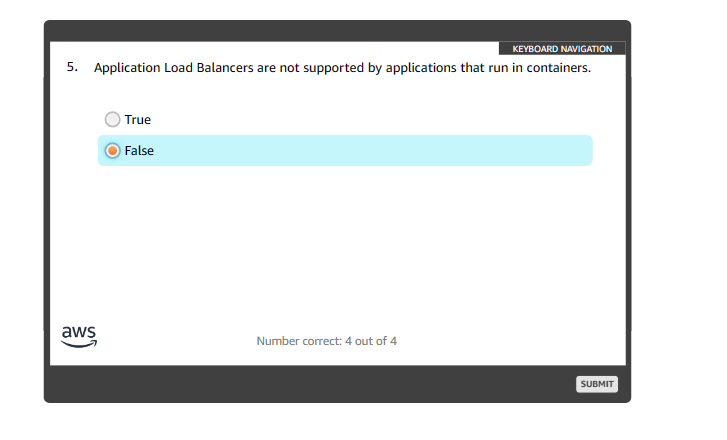 KEYBOARD NAVIGATION
5. Application Load Balancers are not supported by applications that run in containers.
True
False
aws
Number correct: 4 out of 4
SUBMIT